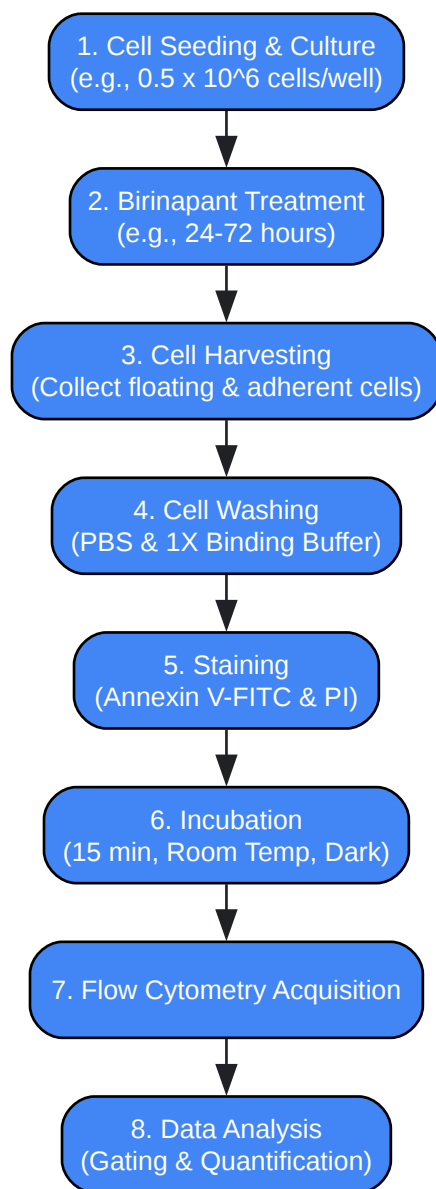 1. Cell Seeding & Culture
(e.g., 0.5 x 10^6 cells/well)
2. Birinapant Treatment
(e.g., 24-72 hours)
3. Cell Harvesting
(Collect floating & adherent cells)
4. Cell Washing
(PBS & 1X Binding Buffer)
5. Staining
(Annexin V-FITC & PI)
6. Incubation
(15 min, Room Temp, Dark)
7. Flow Cytometry Acquisition
8. Data Analysis
(Gating & Quantification)